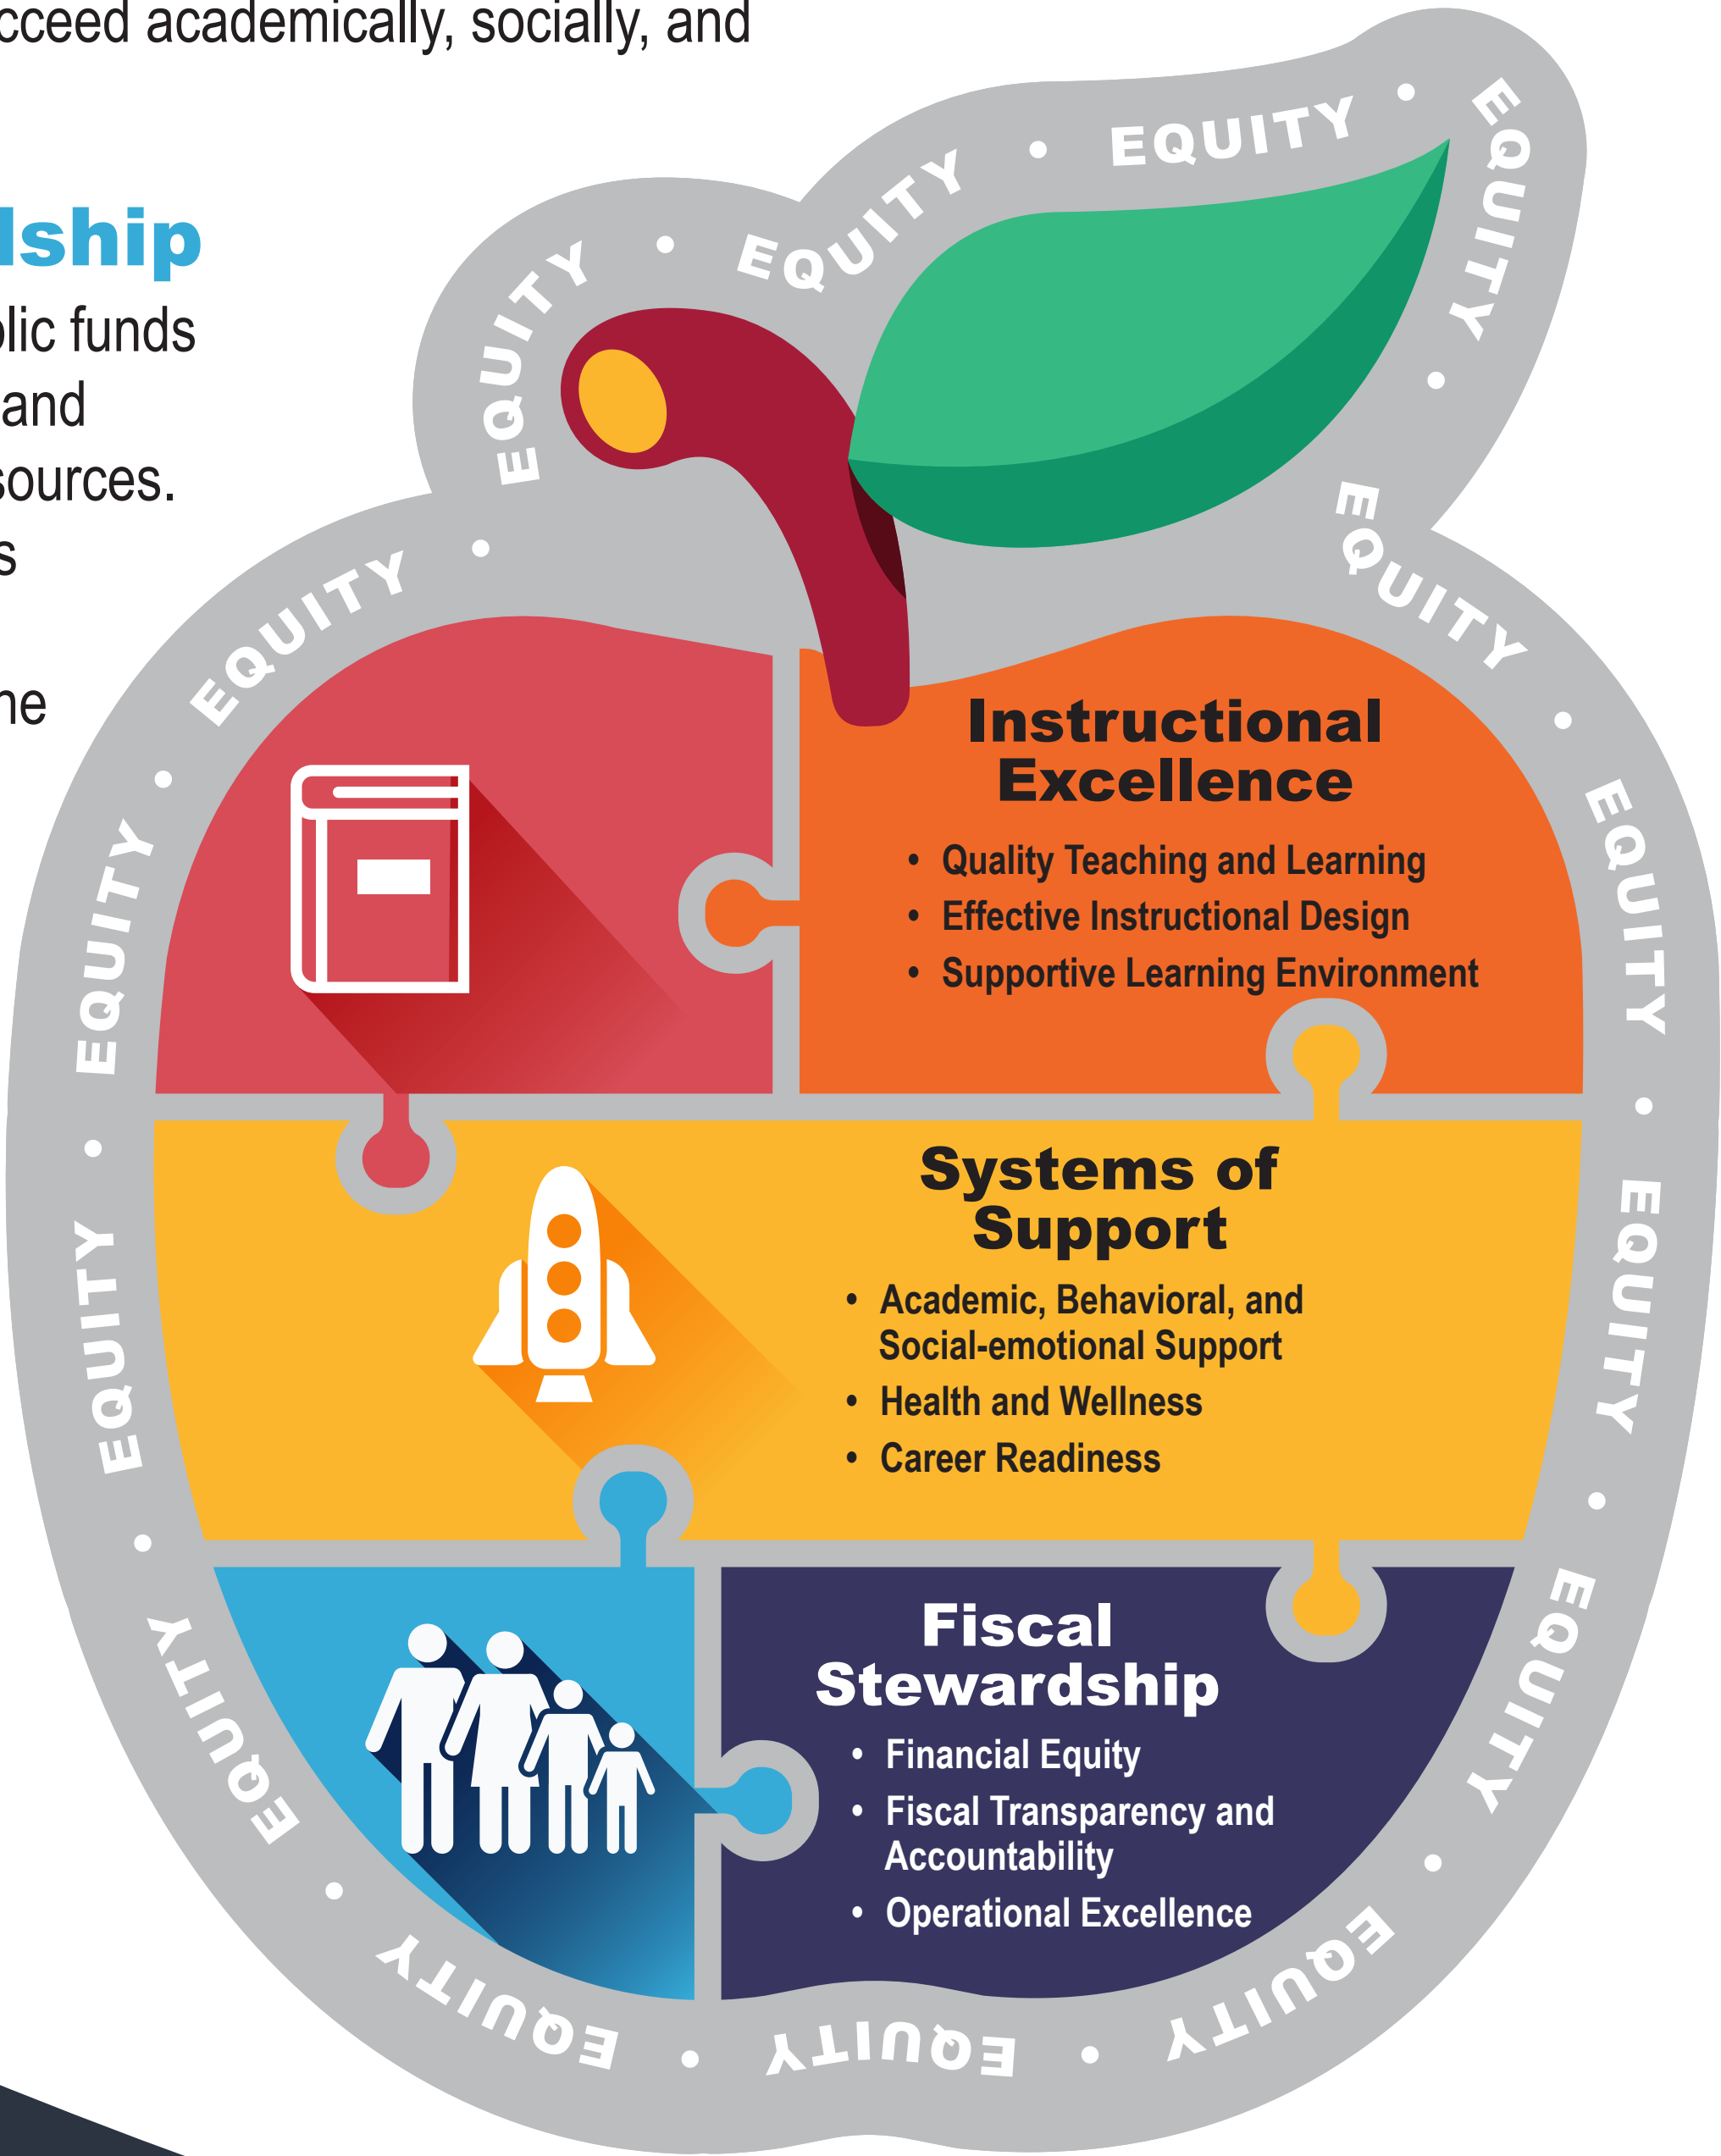 cceed academically, socially, and
dship
blic funds
and
sources.
s
he
EQUITY • EQUITY • EQUITY • EQUITY • EQUITY • EQUITY • EQUITY • EQUITY • EQUITY • EQUITY • EQUITY • EQUITY • EQUITY • EQUITY • EQUITY •
Instructional
Excellence
• Quality Teaching and Learning
• Effective Instructional Design
• Supportive Learning Environment
Systems of
Support
• Academic, Behavioral, and
Social-emotional Support
• Health and Wellness
• Career Readiness
Fiscal
Stewardship
• Financial Equity
• Fiscal Transparency and
Accountability
• Operational Excellence